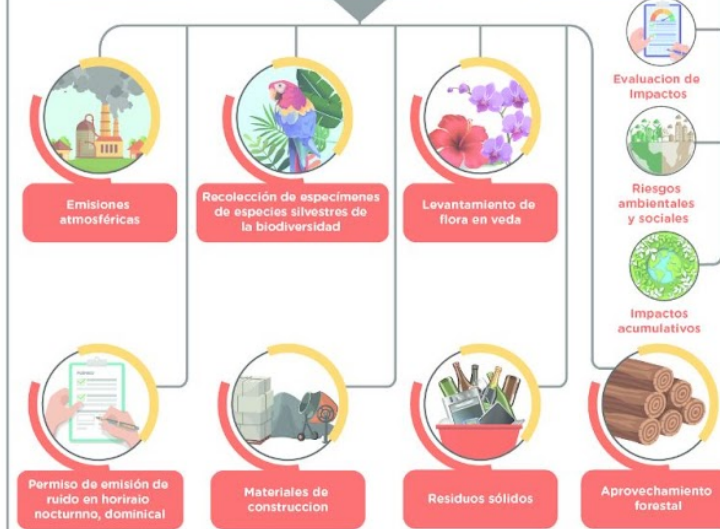 Evaluacion de
Impactos
Emisiones
atmosféricas
Recolección de especímenes
de especies silvestres de
la biodiversidad
Levantamiento de
flora en veda
Riesgos
ambientales
y sociales
Impactos
acumulativos
Permiso de emisión de
ruido en horiraio
nocturnno, dominical
Materiales de
construccion
Residuos sólidos
Aprovechamiento
forestal